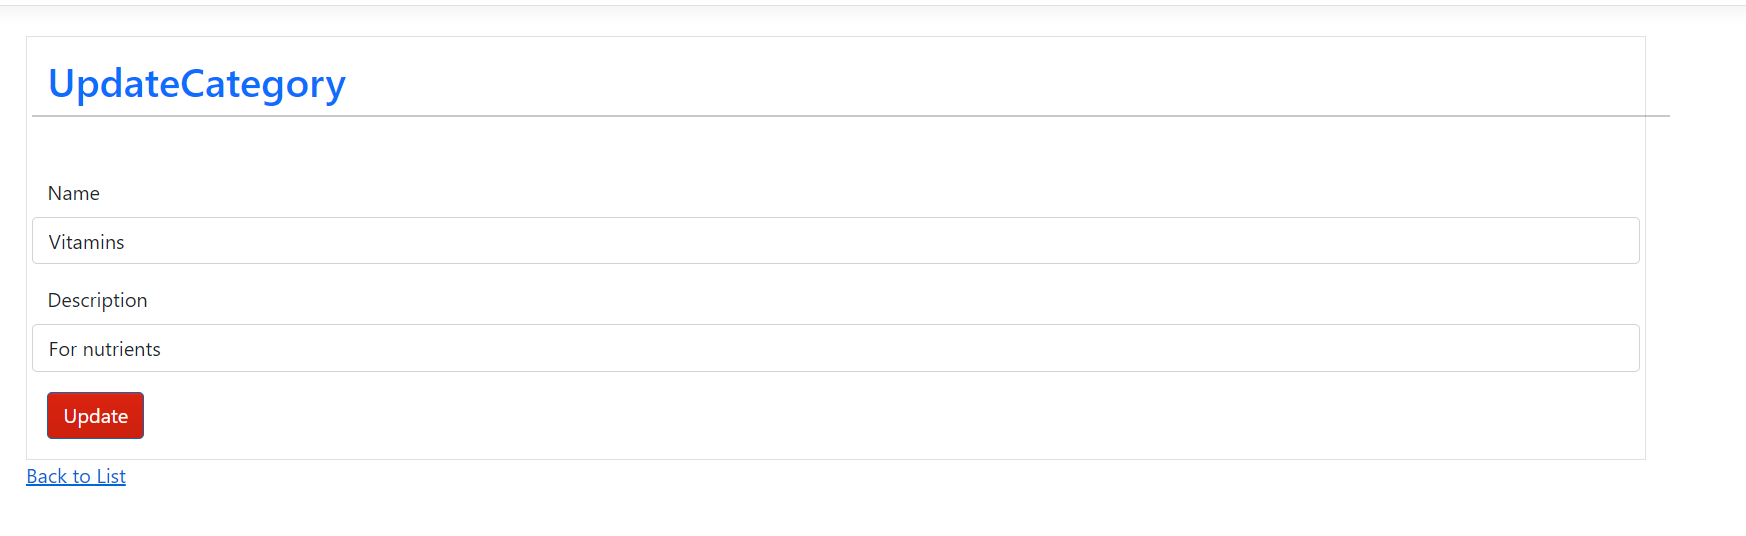 UpdateCategory
Name
Vitamins
Description
For nutrients
Update
Back to List